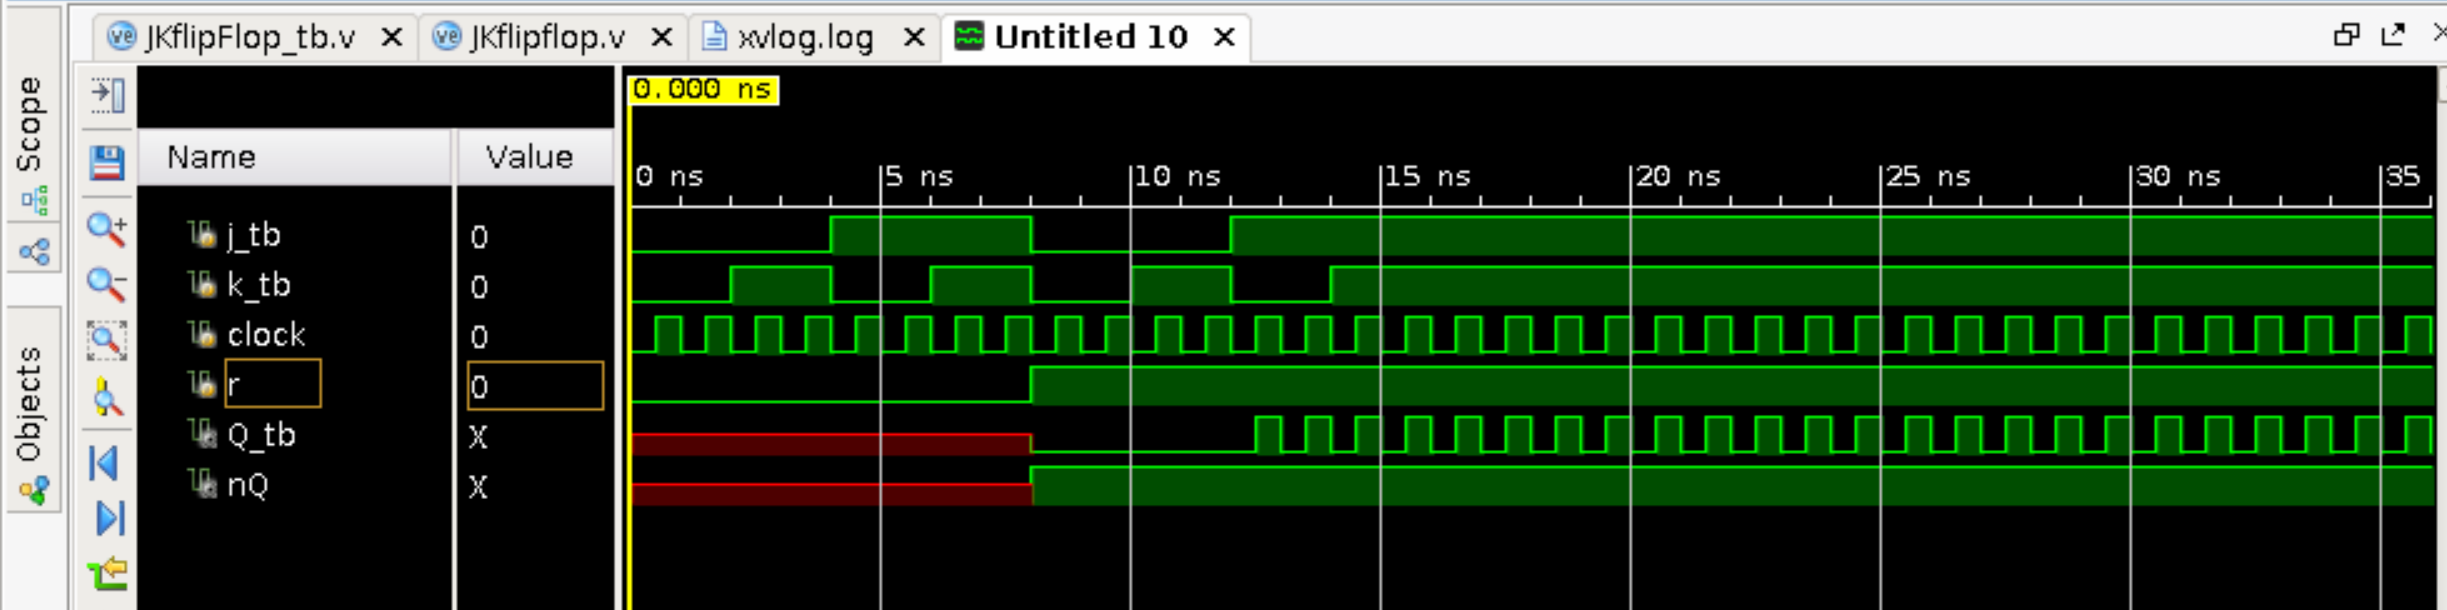 JKflipFlop_tb.v
JKflipflop.v
xvlog.log
Untitled 10
Scope
Objects
0.000 ns
Name Value
0 ns 5 ns 10 ns 15 ns 20 ns 25 ns 30 ns 35
j_tb 0
k_tb 0
clock 0
r 0
Q_tb X
nQ X